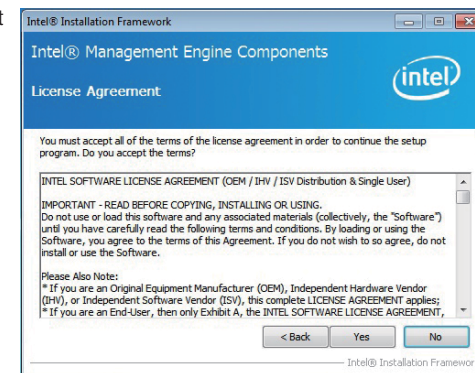 t
Intel® Installation Framework
Intel® Management Engine Components
License Agreement
intel
You must accept all of the terms of the license agreement in order to continue the setup
program. Do you accept the terms?
INTEL SOFTWARE LICENSE AGREEMENT (OEM / IHV / ISV Distribution & Single User)
IMPORTANT - READ BEFORE COPYING, INSTALLING OR USING.
Do not use or load this software and any associated materials (collectively, the "Software")
until you have carefully read the following terms and conditions. By loading or using the
Software, you agree to the terms of this Agreement. If you do not wish to so agree, do not
install or use the Software.
Please Also Note:
* If you are an Original Equipment Manufacturer (OEM), Independent Hardware Vendor
(IHV), or Independent Software Vendor (ISV), this complete LICENSE AGREEMENT applies;
* If you are an End-User, then only Exhibit A, the INTEL SOFTWARE LICENSE AGREEMENT,
< Back Yes No
Intel® Installation Framewor